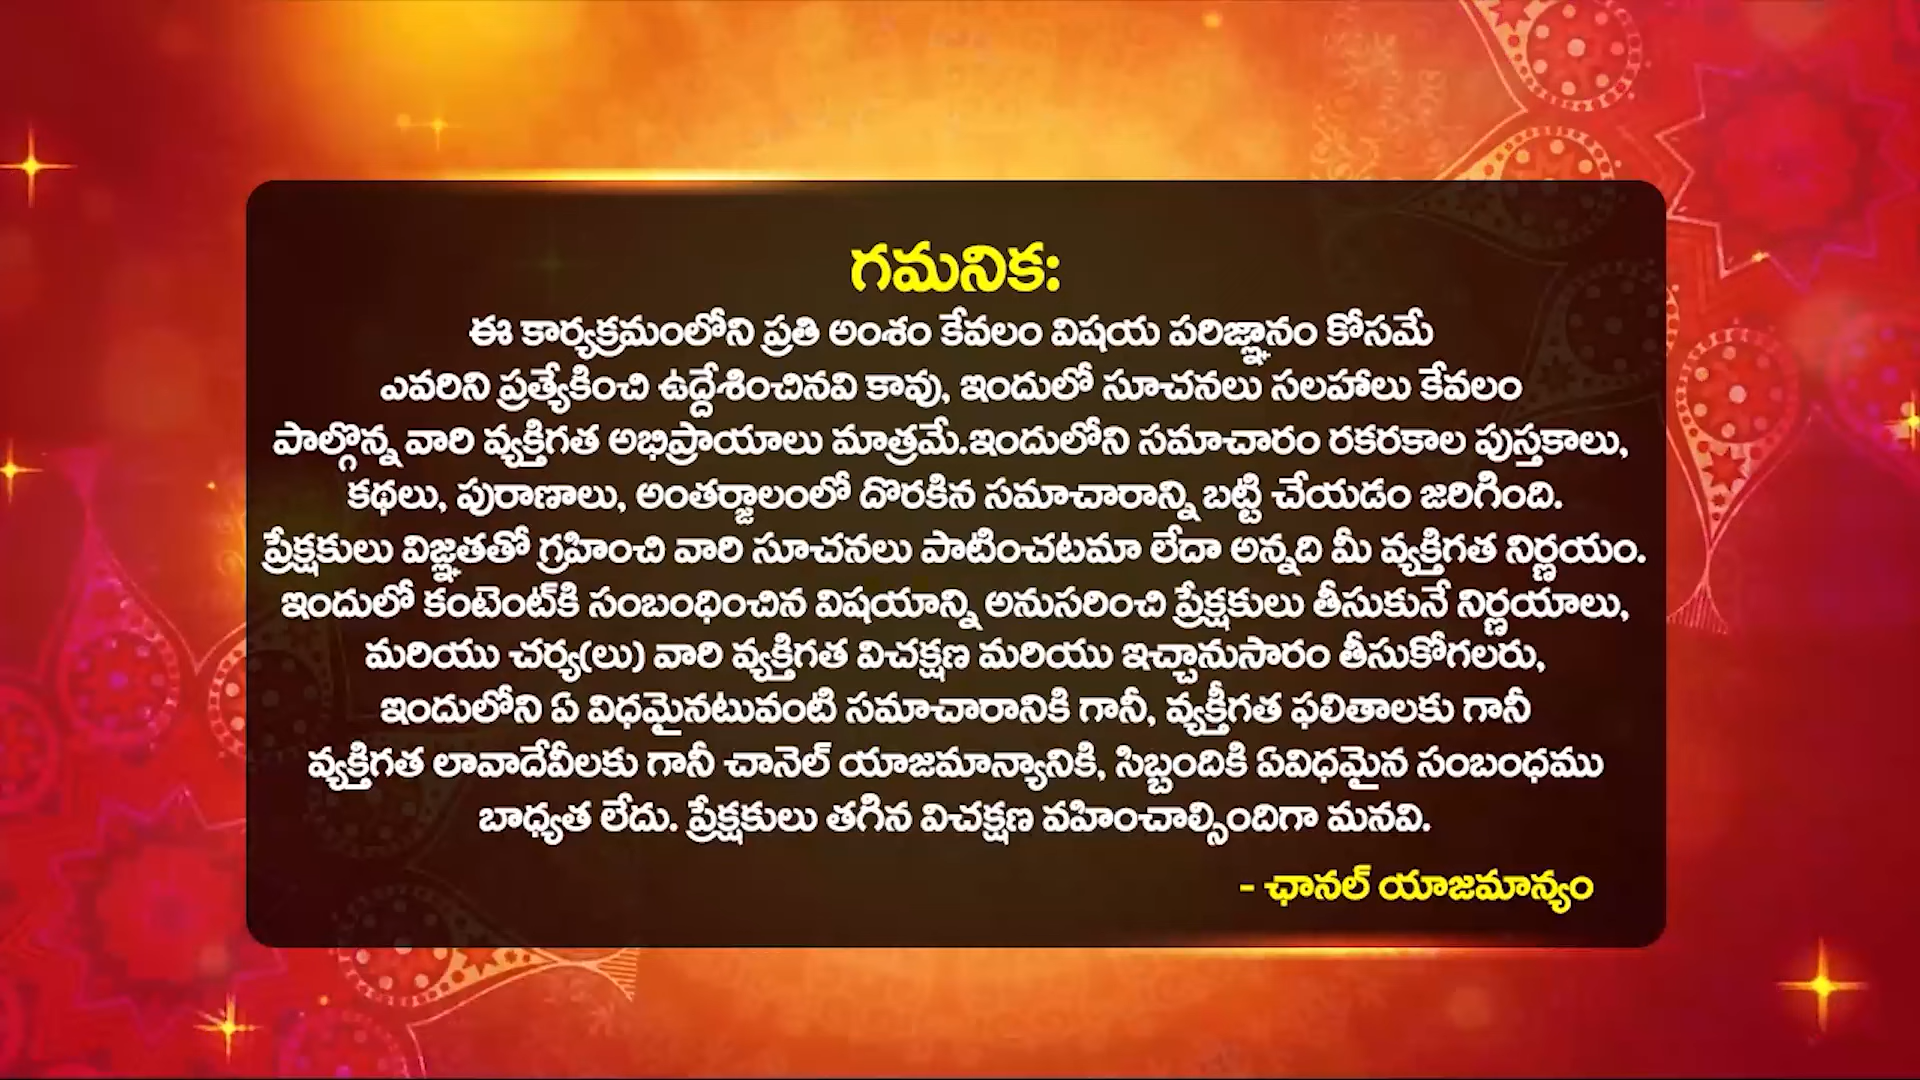 గమనిక:
ఈ కార్యక్రమంలోని ప్రతి అంశం కేవలం విషయ పరిజ్ఞానం కోసమే
ఎవరిని ప్రత్యేకించి ఉద్దేశించినవి కావు, ఇందులో సూచనలు సలహాలు కేవలం
పాల్గొన్న వారి వ్యక్తిగత అభిప్రాయాలు మాత్రమే.ఇందులోని సమాచారం రకరకాల పుస్తకాలు,
కథలు, పురాణాలు, అంతర్జాలంలో దొరకిన సమాచారాన్ని బట్టి చేయడం జరిగింది.
ప్రేక్షకులు విజ్ఞతతో గ్రహించి వారి సూచనలు పాటించటమా లేదా అన్నది మీ వ్యక్తిగత నిర్ణయం.
ఇందులో కంటెంట్‌కి సంబంధించిన విషయాన్ని అనుసరించి ప్రేక్షకులు తీసుకునే నిర్ణయాలు,
మరియు చర్య(లు) వారి వ్యక్తిగత విచక్షణ మరియు ఇచ్ఛానుసారం తీసుకోగలరు,
ఇందులోని ఏ విధమైనటువంటి సమాచారానికి గానీ, వ్యక్తీగత ఫలితాలకు గానీ
వ్యక్తిగత లావాదేవీలకు గానీ చానెల్ యాజమాన్యానికి, సిబ్బందికి ఏవిధమైన సంబంధము
బాధ్యత లేదు. ప్రేక్షకులు తగిన విచక్షణ వహించాల్సిందిగా మనవి.
- ఛానల్ యాజమాన్యం